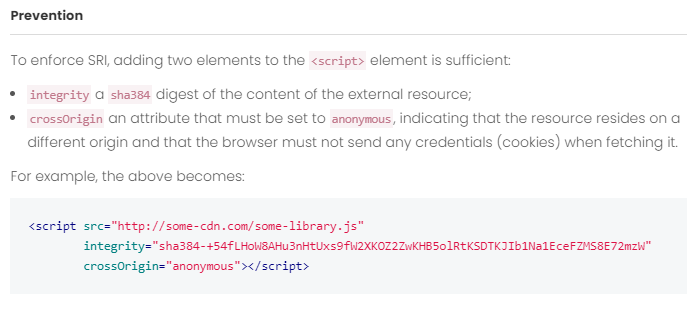 Prevention
To enforce SRI, adding two elements to the <script> element is sufficient:
• integrity a sha384 digest of the content of the external resource;
• crossOrigin an attribute that must be set to anonymous, indicating that the resource resides on a
different origin and that the browser must not send any credentials (cookies) when fetching it.
For example, the above becomes:
<script src="http://some-cdn.com/some-library.js"
integrity="sha384-+54fLHoW8AHu3nHtUxs9fW2XKOZ2ZwKHB5olRtKSDTKJIb1Na1EceFZMS8E72mzW"
crossOrigin="anonymous"></script>